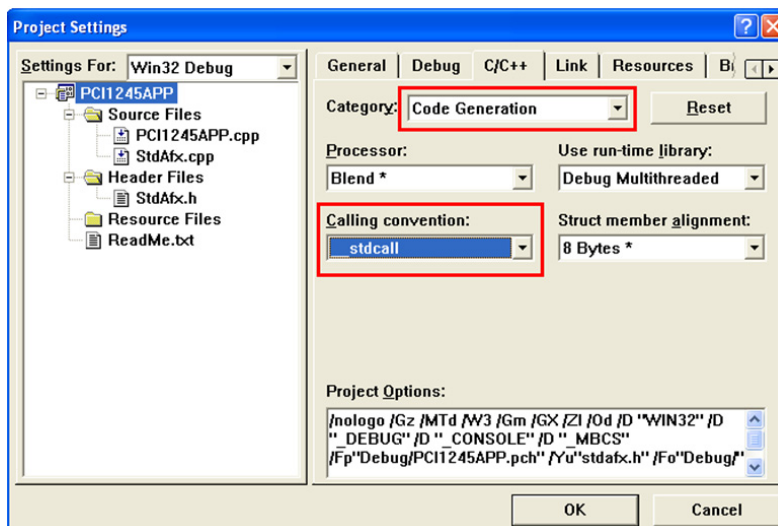 Project Settings
Settings For: Win32 Debug
PCI1245APP
Source Files
PCI1245APP.cpp
StdAfx.cpp
Header Files
StdAfx.h
Resource Files
ReadMe.txt
General Debug C/C++ Link Resources
Category: Code Generation Reset
Processor: Use run-time library:
Blend * Debug Multithreaded
Calling convention: Struct member alignment:
__stdcall 8 Bytes *
Project Options:
/nologo /Gz /MTd /W3 /Gm /GX /ZI /Od /D "WIN32" /D
"_DEBUG" /D "_CONSOLE" /D "_MBCS"
/Fp"Debug/PCI1245APP.pch" /Yu"stdafx.h" /Fo"Debug/"
OK Cancel